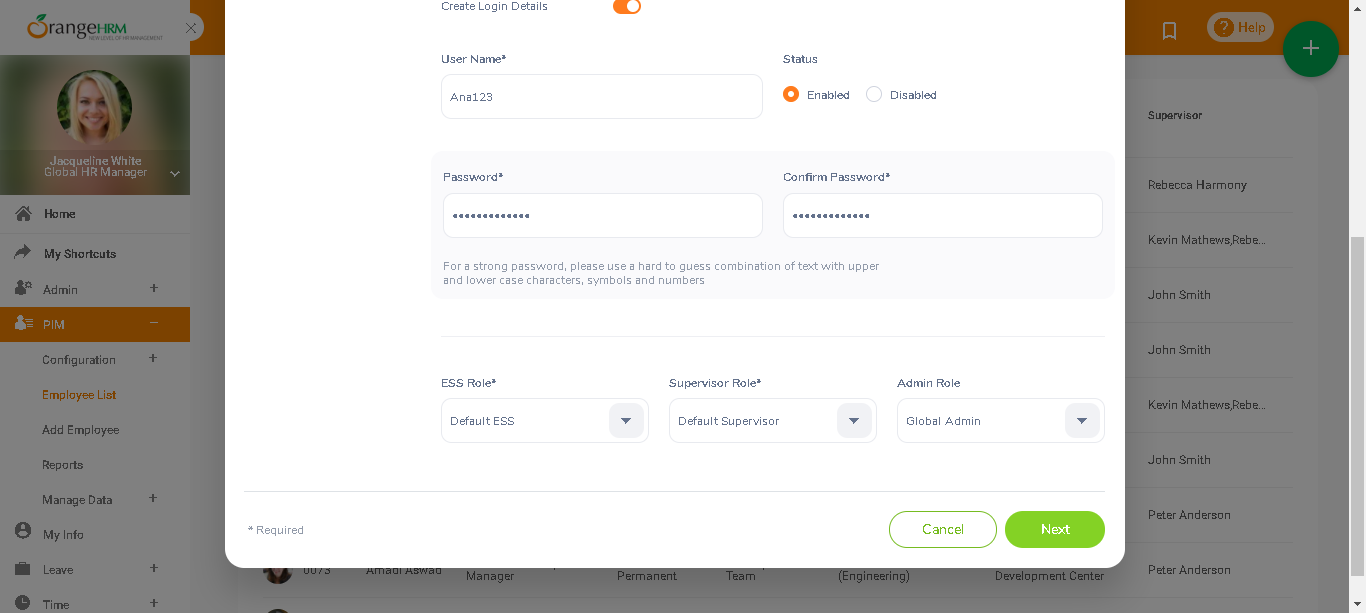 OrangeHRM
NEW LEVEL OF HR MANAGEMENT
Jacqueline White
Global HR Manager
Home
My Shortcuts
Admin
PIM
Configuration
Employee List
Add Employee
Reports
Manage Data
My Info
Leave
Time
Create Login Details
User Name*
Ana123
Status
Enabled
Disabled
Password*
•••••••••••••
Confirm Password*
•••••••••••••
For a strong password, please use a hard to guess combination of text with upper
and lower case characters, symbols and numbers
ESS Role*
Default ESS
Supervisor Role*
Default Supervisor
Admin Role
Global Admin
* Required
Cancel
Next
Help
Supervisor
Rebecca Harmony
Kevin Mathews,Rebe...
John Smith
John Smith
Kevin Mathews,Rebe...
John Smith
Peter Anderson
Peter Anderson
0073
Amadi Aswad
Manager
Permanent
Team
(Engineering)
Development Center